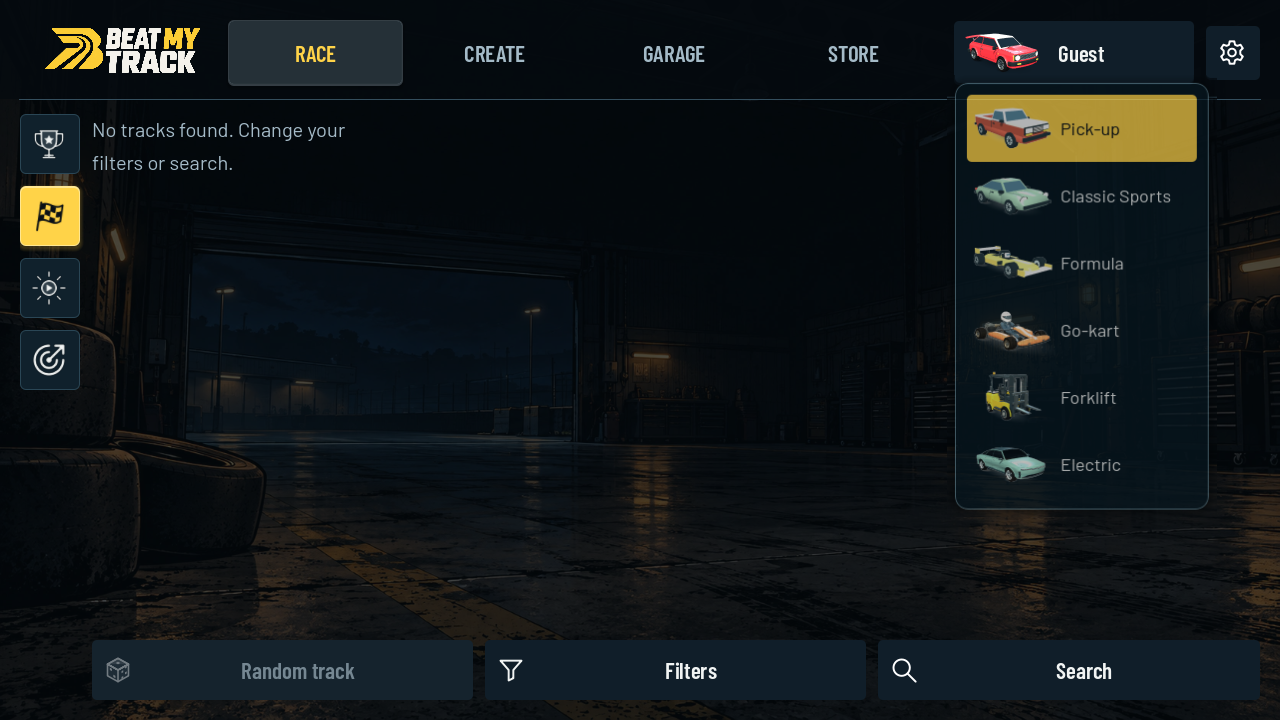 BEAT MY
TRACK
RACE
CREATE
GARAGE
STORE
Guest
No tracks found. Change your
filters or search.
Pick-up
Classic Sports
Formula
Go-kart
Forklift
Electric
Random track
Filters
Search